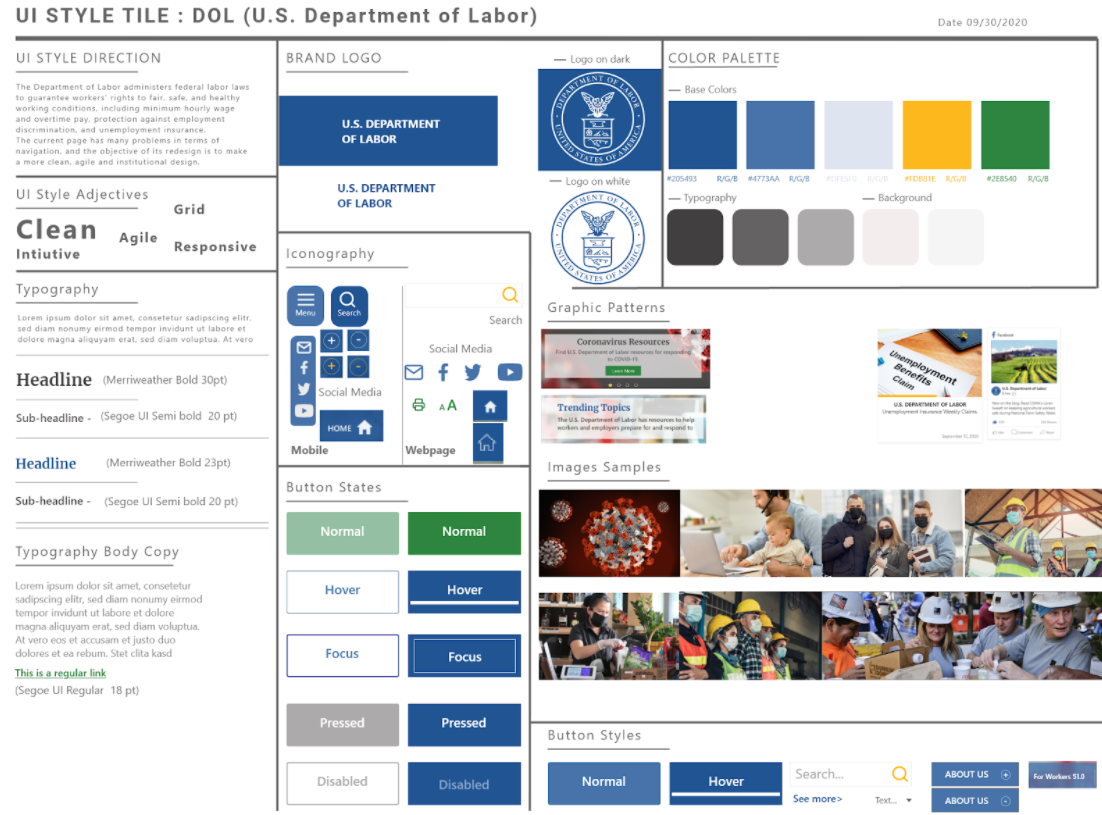 UI STYLE TILE : DOL (U.S. Department of Labor)
Date 09/30/2020
UI STYLE DIRECTION
The Department of Labor administers federal labor laws
to guarantee workers' rights to fair, safe, and healthy
working conditions, including minimum hourly wage
and overtime pay, protection against employment
discrimination, and unemployment insurance.
The current page has many problems in terms of
navigation, and the objective of its redesign is to make
a more clean, agile and institutional design.
UI Style Adjectives
Grid
Clean
Agile
Responsive
Intiutive
Typography
Lorem ipsum dolor sit amet, consetetur sadipscing elitr,
sed diam nonumy eirmod tempor invidunt ut labore et
dolore magna aliquyam erat, sed diam voluptua. At vero
Headline (Merriweather Bold 30pt)
Sub-headline - (Segoe UI Semi bold 20 pt)
Headline (Merriweather Bold 23pt)
Sub-headline - (Segoe UI Semi bold 20 pt)
Typography Body Copy
Lorem ipsum dolor sit amet, consetetur
sadipscing elitr, sed diam nonumy eirmod
tempor invidunt ut labore et dolore
magna aliquyam erat, sed diam voluptua.
At vero eos et accusam et justo duo
dolores et ea rebum. Stet clita kasd
This is a regular link
(Segoe UI Regular 18 pt)
BRAND LOGO
U.S. DEPARTMENT
OF LABOR
U.S. DEPARTMENT
OF LABOR
Logo on dark
DEPARTMENT OF LABOR
UNITED STATES OF AMERICA
Logo on white
DEPARTMENT OF LABOR
UNITED STATES OF AMERICA
COLOR PALETTE
Base Colors
#205493 R/G/B
#4773AA R/G/B
R/G/B
#FDB81E R/G/B
#2E8540 R/G/B
Typography
Background
Iconography
Menu
Search
Social Media
HOME
Mobile
Search
Social Media
A A
Webpage
Button States
Normal
Normal
Hover
Hover
Focus
Focus
Pressed
Pressed
Disabled
Disabled
Graphic Patterns
Coronavirus Resources
Find U.S. Department of Labor resources for responding
to COVID-19.
Learn More
Trending Topics
The U.S. Department of Labor has resources to help
workers and employers prepare for and respond to
Unemployment
Benefits
Claim
U.S. DEPARTMENT OF LABOR
Unemployment Insurance Weekly Claims
September 10, 2020
Facebook
U.S. Department of Labor
Images Samples
Button Styles
Normal
Hover
Search...
See more>
Text...
ABOUT US
ABOUT US
For Workers 51.0